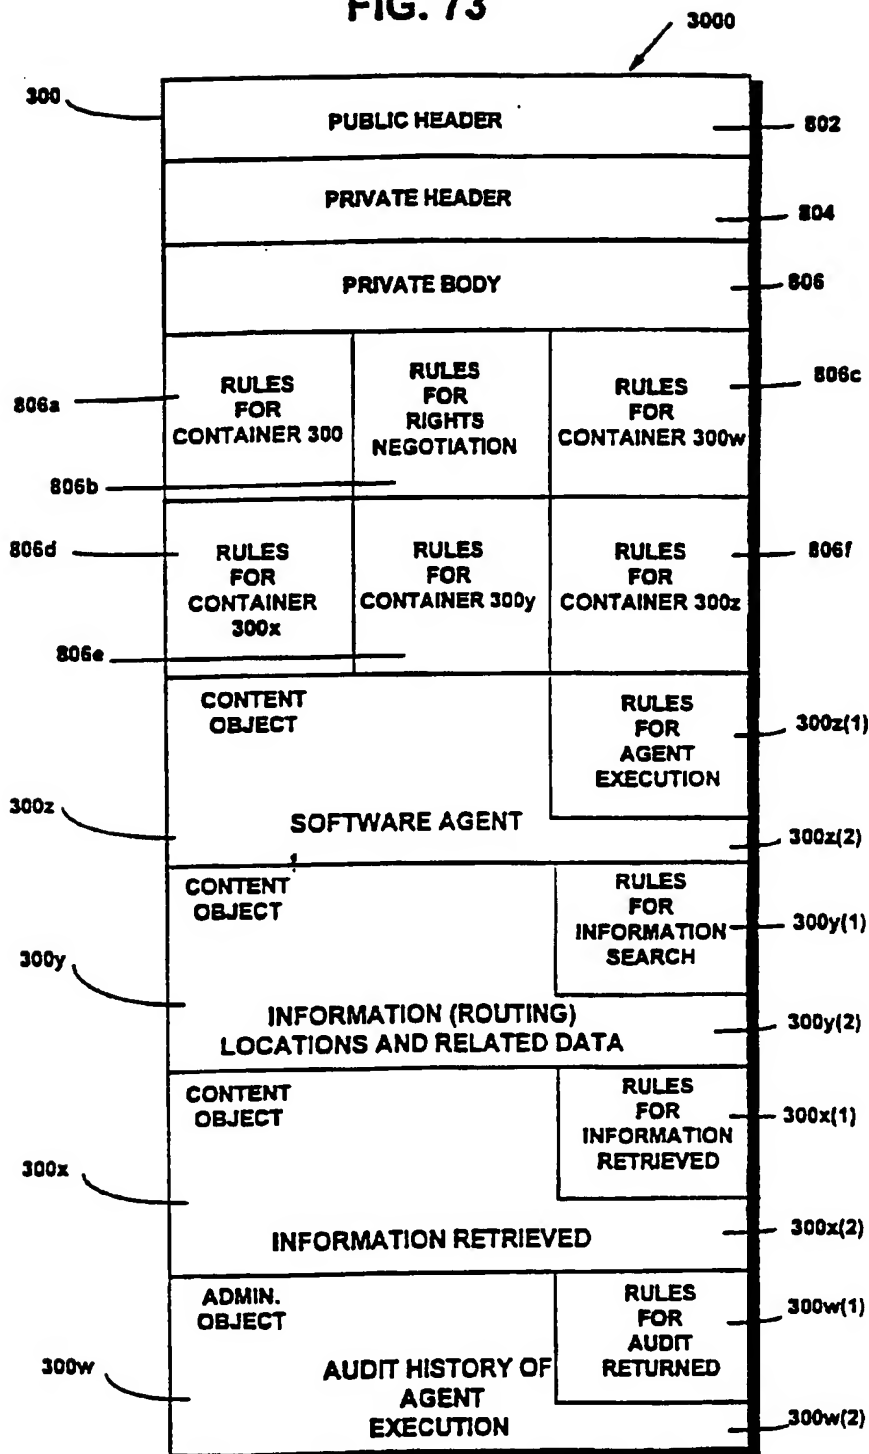 FIG. 73
3000
300
PUBLIC HEADER
802
PRIVATE HEADER
804
PRIVATE BODY
806
806a
RULES
FOR
CONTAINER 300
RULES
FOR
RIGHTS
NEGOTIATION
RULES
FOR
CONTAINER 300w
806c
806b
806d
RULES
FOR
CONTAINER
300x
RULES
FOR
CONTAINER 300y
RULES
FOR
CONTAINER 300z
806f
806e
CONTENT
OBJECT
RULES
FOR
AGENT
EXECUTION
300z(1)
300z
SOFTWARE AGENT
300z(2)
CONTENT
OBJECT
RULES
FOR
INFORMATION
SEARCH
300y(1)
300y
INFORMATION (ROUTING)
LOCATIONS AND RELATED DATA
300y(2)
CONTENT
OBJECT
RULES
FOR
INFORMATION
RETRIEVED
300x(1)
300x
INFORMATION RETRIEVED
300x(2)
ADMIN.
OBJECT
RULES
FOR
AUDIT
RETURNED
300w(1)
300w
AUDIT HISTORY OF
AGENT
EXECUTION
300w(2)